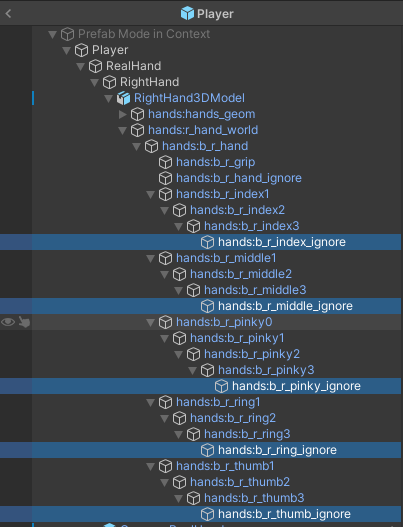 Player
Prefab Mode in Context
Player
RealHand
RightHand
RightHand3DModel
hands:hands_geom
hands:r_hand_world
hands:b_r_hand
hands:b_r_grip
hands:b_r_hand_ignore
hands:b_r_index1
hands:b_r_index2
hands:b_r_index3
hands:b_r_index_ignore
hands:b_r_middle1
hands:b_r_middle2
hands:b_r_middle3
hands:b_r_middle_ignore
hands:b_r_pinky0
hands:b_r_pinky1
hands:b_r_pinky2
hands:b_r_pinky3
hands:b_r_pinky_ignore
hands:b_r_ring1
hands:b_r_ring2
hands:b_r_ring3
hands:b_r_ring_ignore
hands:b_r_thumb1
hands:b_r_thumb2
hands:b_r_thumb3
hands:b_r_thumb_ignore